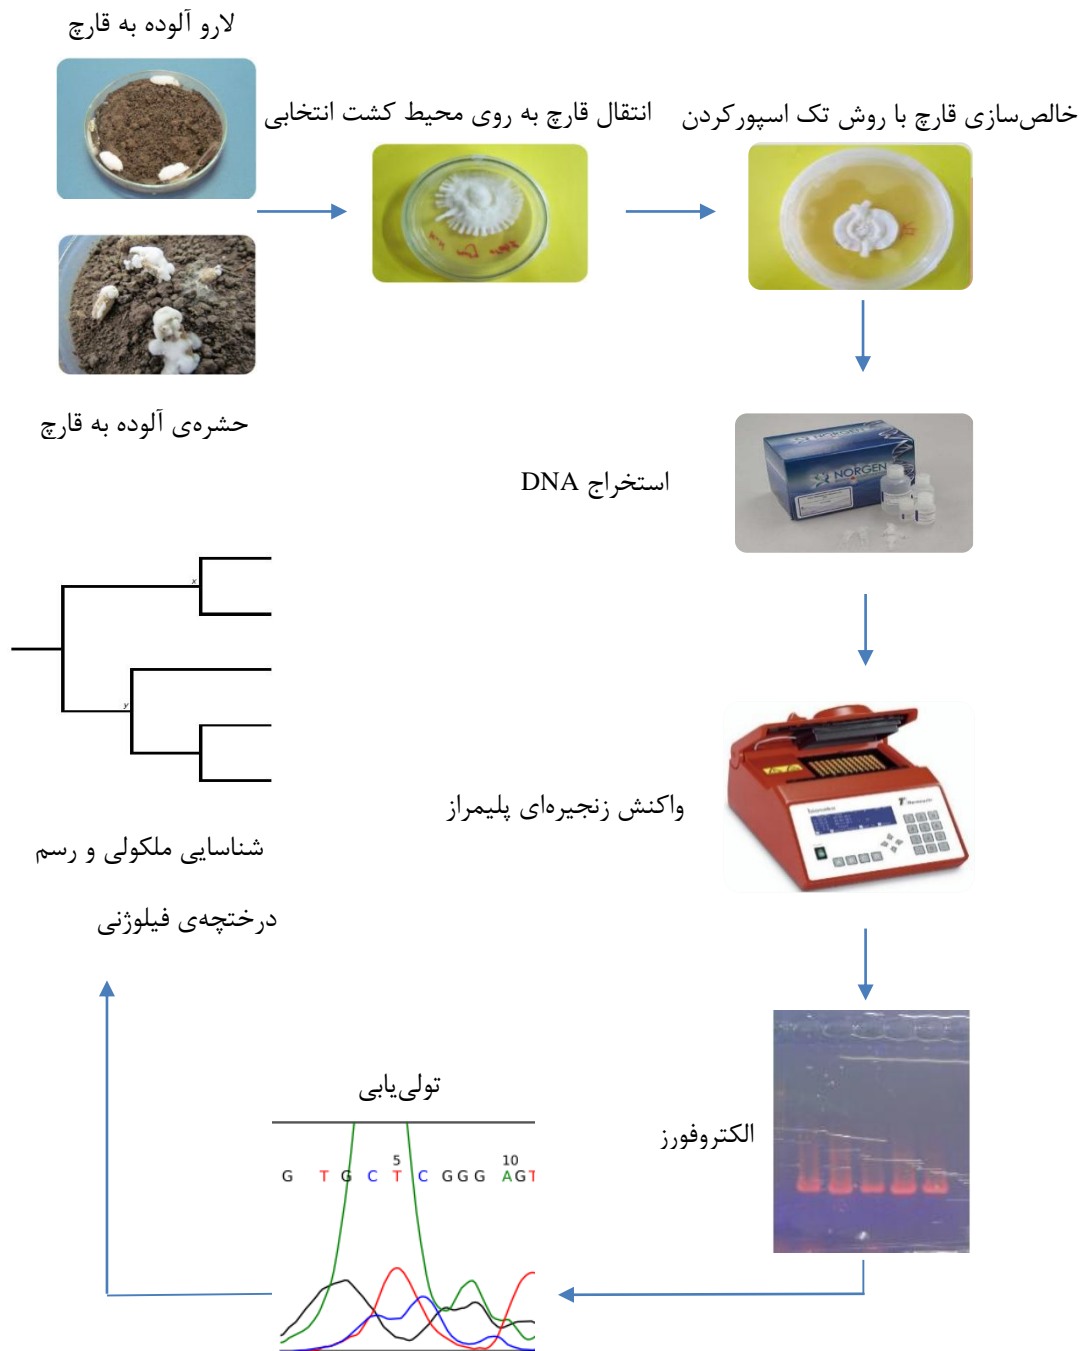 لارو آلوده به قارچ
انتقال قارچ به روی محیط کشت انتخابی
خالص‌سازی قارچ با روش تک اسپورکردن
حشره‌ی آلوده به قارچ
استخراج DNA
NORGEN
x
y
واکنش زنجیره‌ای پلیمراز
شناسایی ملکولی و رسم
درختچه‌ی فیلوژنی
الکتروفورز
تولی‌یابی
5 10
G T G C T C G G G A G T